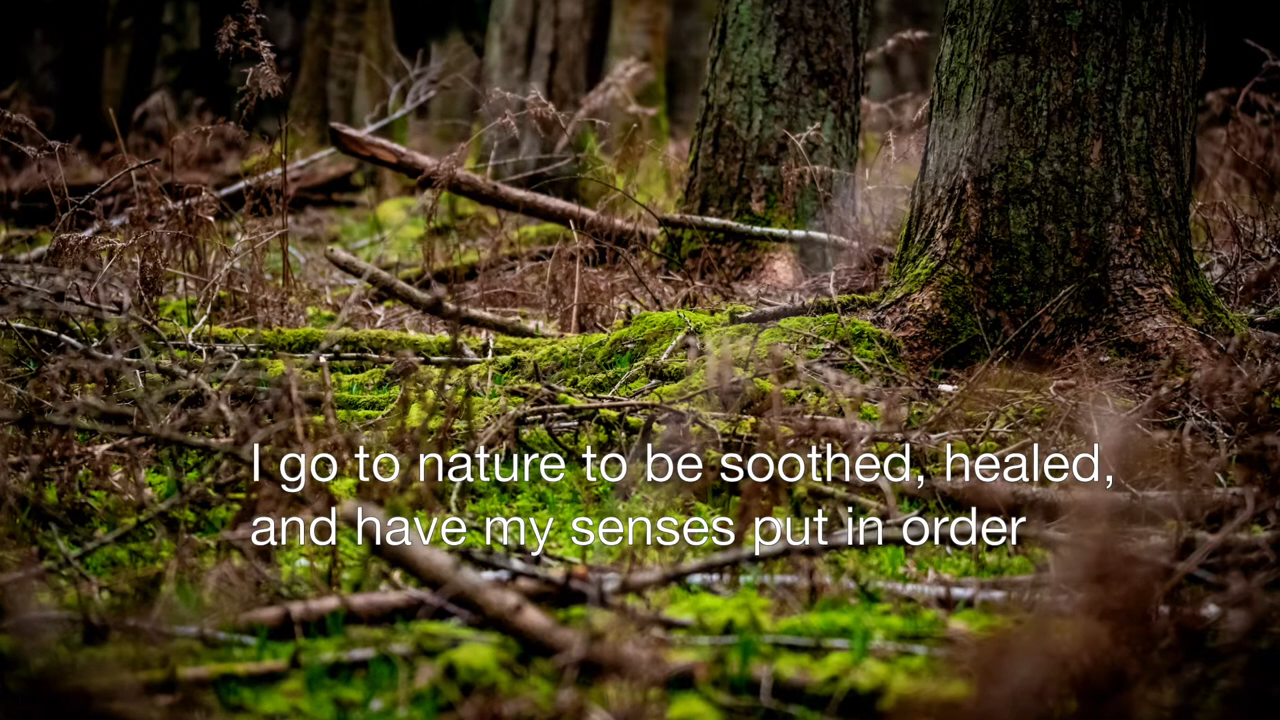 I go to nature to be soothed, healed,
and have my senses put in order